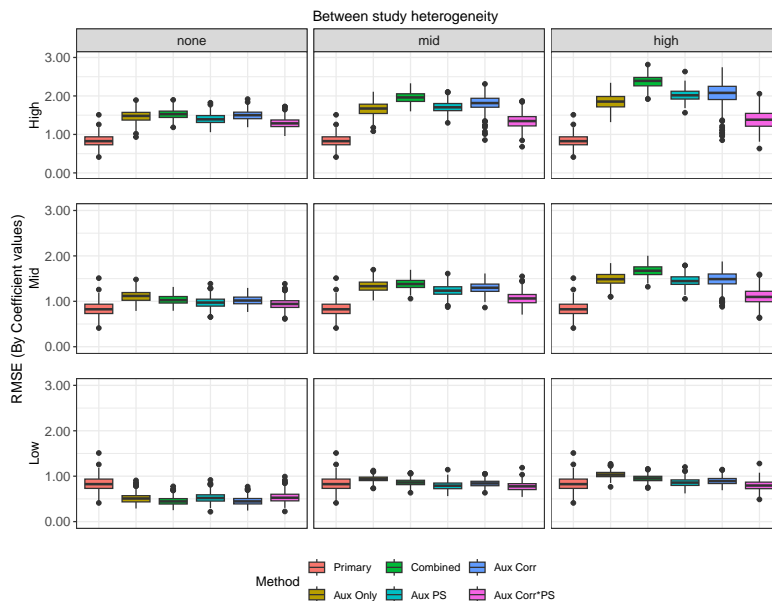 Between study heterogeneity
none mid high
RMSE (By Coefficient values)
High
3.00
2.00
1.00
0.00
Mid
3.00
2.00
1.00
0.00
Low
3.00
2.00
1.00
0.00
Method
Primary Combined Aux Corr
Aux Only Aux PS Aux Corr*PS